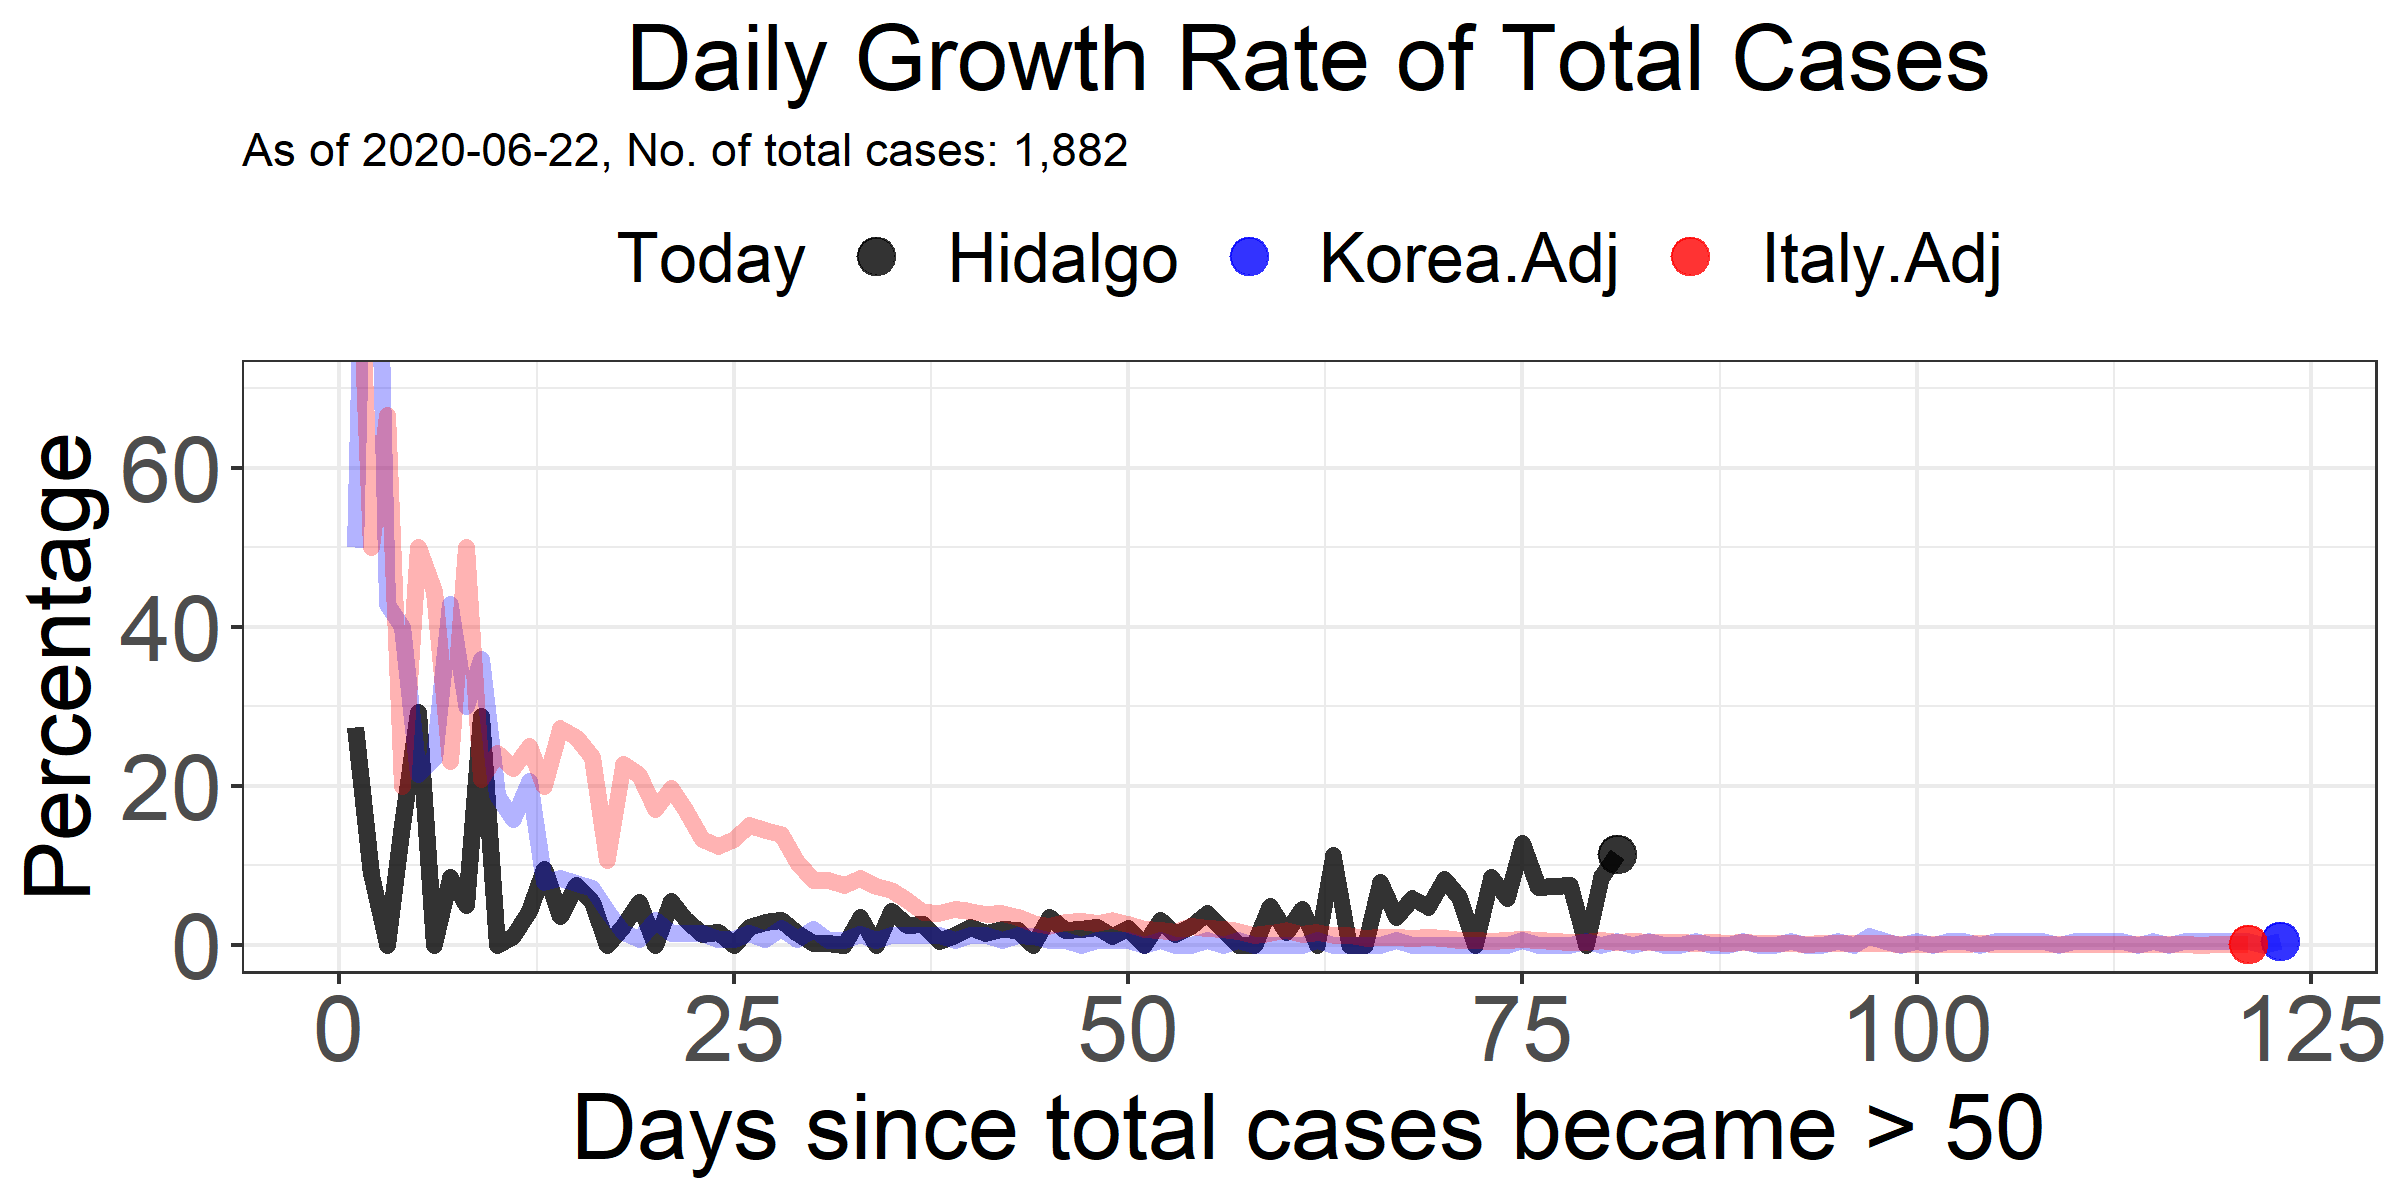 Daily Growth Rate of Total Cases
As of 2020-06-22, No. of total cases: 1,882
Today Hidalgo Korea.Adj Italy.Adj
Percentage
60
40
20
0
0 25 50 75 100 125
Days since total cases became > 50